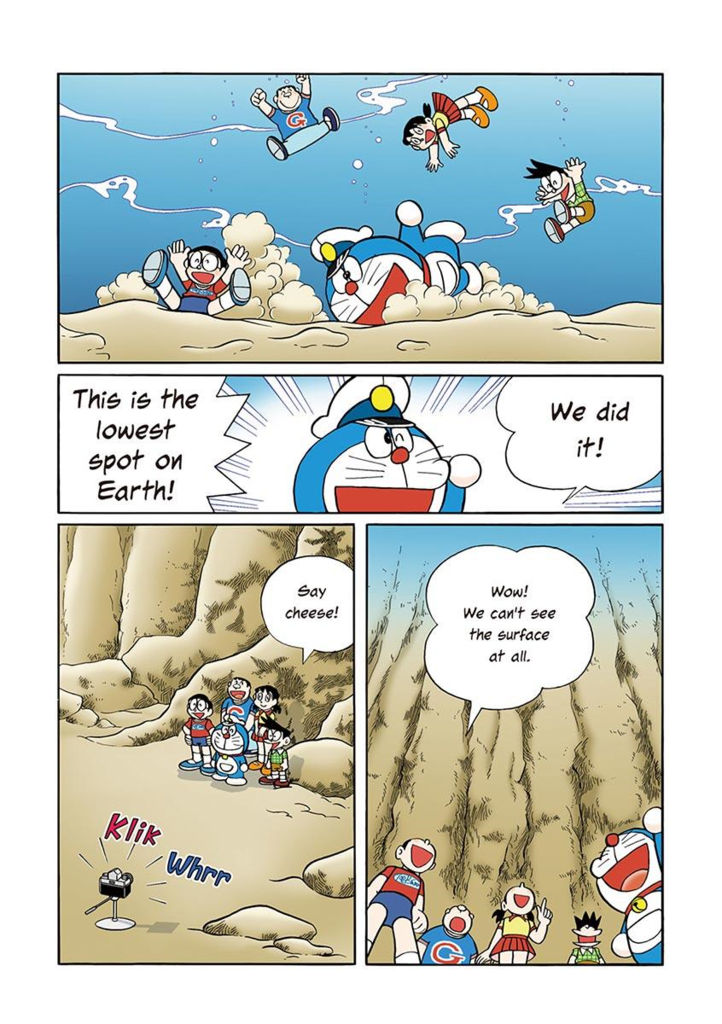 G
We did
it!
This is the
lowest
spot on
Earth!
Wow!
We can't see
the surface
at all.
G
Say
cheese!
G
Klik
Whrr